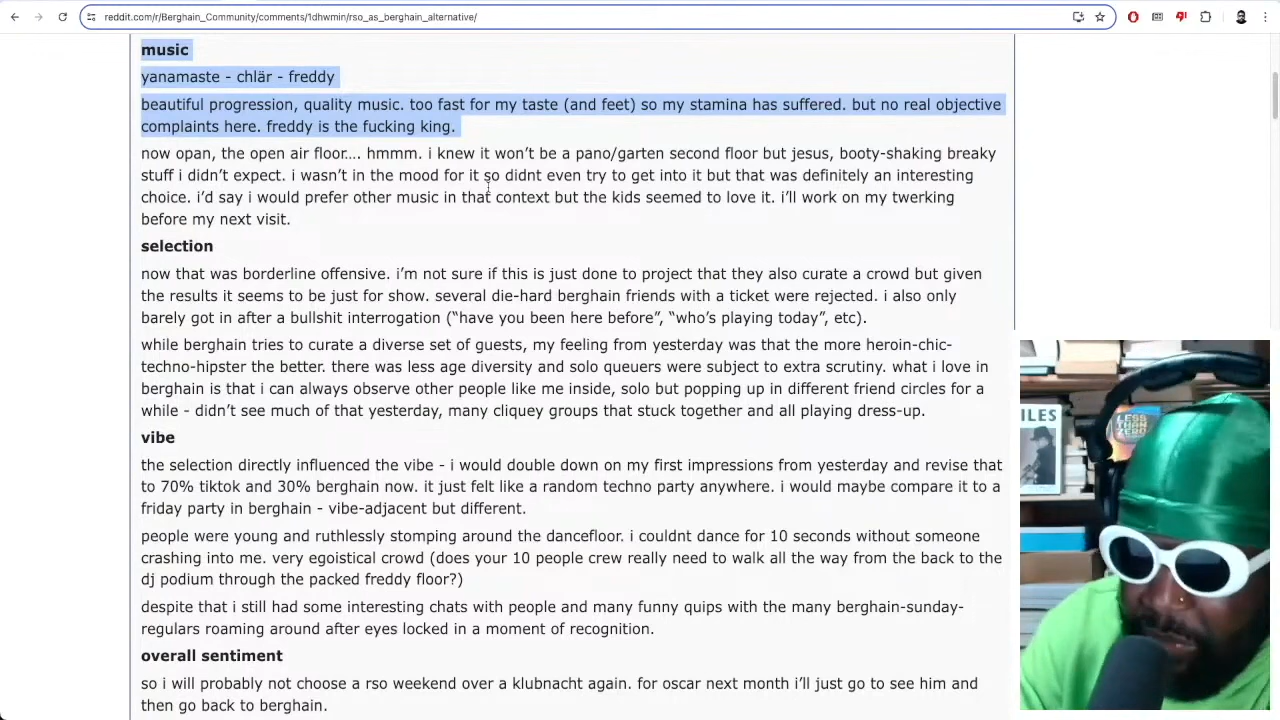 reddit.com/r/Berghain_Community/comments/1dhwmin/rso_as_berghain_alternative/
music
yanamaste - chlär - freddy
beautiful progression, quality music. too fast for my taste (and feet) so my stamina has suffered. but no real objective
complaints here. freddy is the fucking king.
now opan, the open air floor.... hmmm. i knew it won't be a pano/garten second floor but jesus, booty-shaking breaky
stuff i didn't expect. i wasn't in the mood for it so didnt even try to get into it but that was definitely an interesting
choice. i'd say i would prefer other music in that context but the kids seemed to love it. i'll work on my twerking
before my next visit.
selection
now that was borderline offensive. i'm not sure if this is just done to project that they also curate a crowd but given
the results it seems to be just for show. several die-hard berghain friends with a ticket were rejected. i also only
barely got in after a bullshit interrogation (“have you been here before”, “who's playing today”, etc).
while berghain tries to curate a diverse set of guests, my feeling from yesterday was that the more heroin-chic-
techno-hipster the better. there was less age diversity and solo queuers were subject to extra scrutiny. what i love in
berghain is that i can always observe other people like me inside, solo but popping up in different friend circles for a
while - didn't see much of that yesterday, many cliquey groups that stuck together and all playing dress-up.
vibe
the selection directly influenced the vibe - i would double down on my first impressions from yesterday and revise that
to 70% tiktok and 30% berghain now. it just felt like a random techno party anywhere. i would maybe compare it to a
friday party in berghain - vibe-adjacent but different.
people were young and ruthlessly stomping around the dancefloor. i couldnt dance for 10 seconds without someone
crashing into me. very egoistical crowd (does your 10 people crew really need to walk all the way from the back to the
dj podium through the packed freddy floor?)
despite that i still had some interesting chats with people and many funny quips with the many berghain-sunday-
regulars roaming around after eyes locked in a moment of recognition.
overall sentiment
so i will probably not choose a rso weekend over a klubnacht again. for oscar next month i'll just go to see him and
then go back to berghain.
LESS
THAN
ZERO